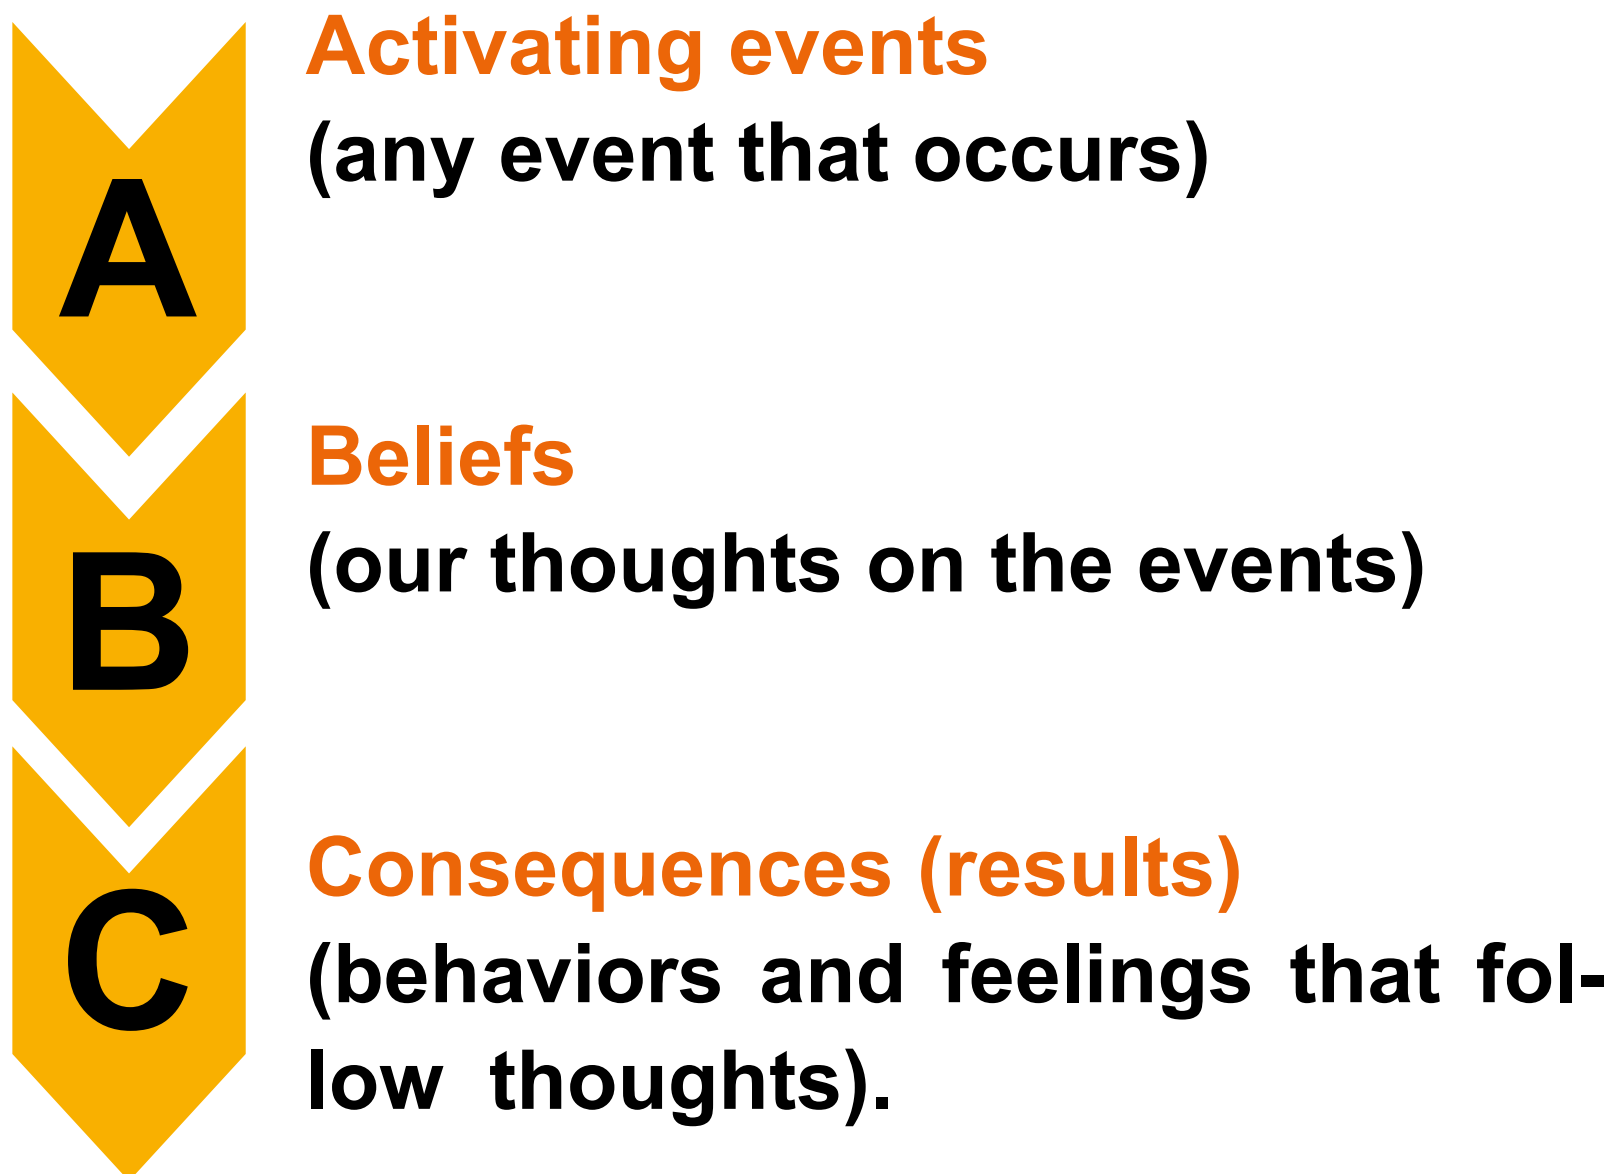 A
Activating events
(any event that occurs)
B
Beliefs
(our thoughts on the events)
C
Consequences (results)
(behaviors and feelings that fol-
low thoughts).